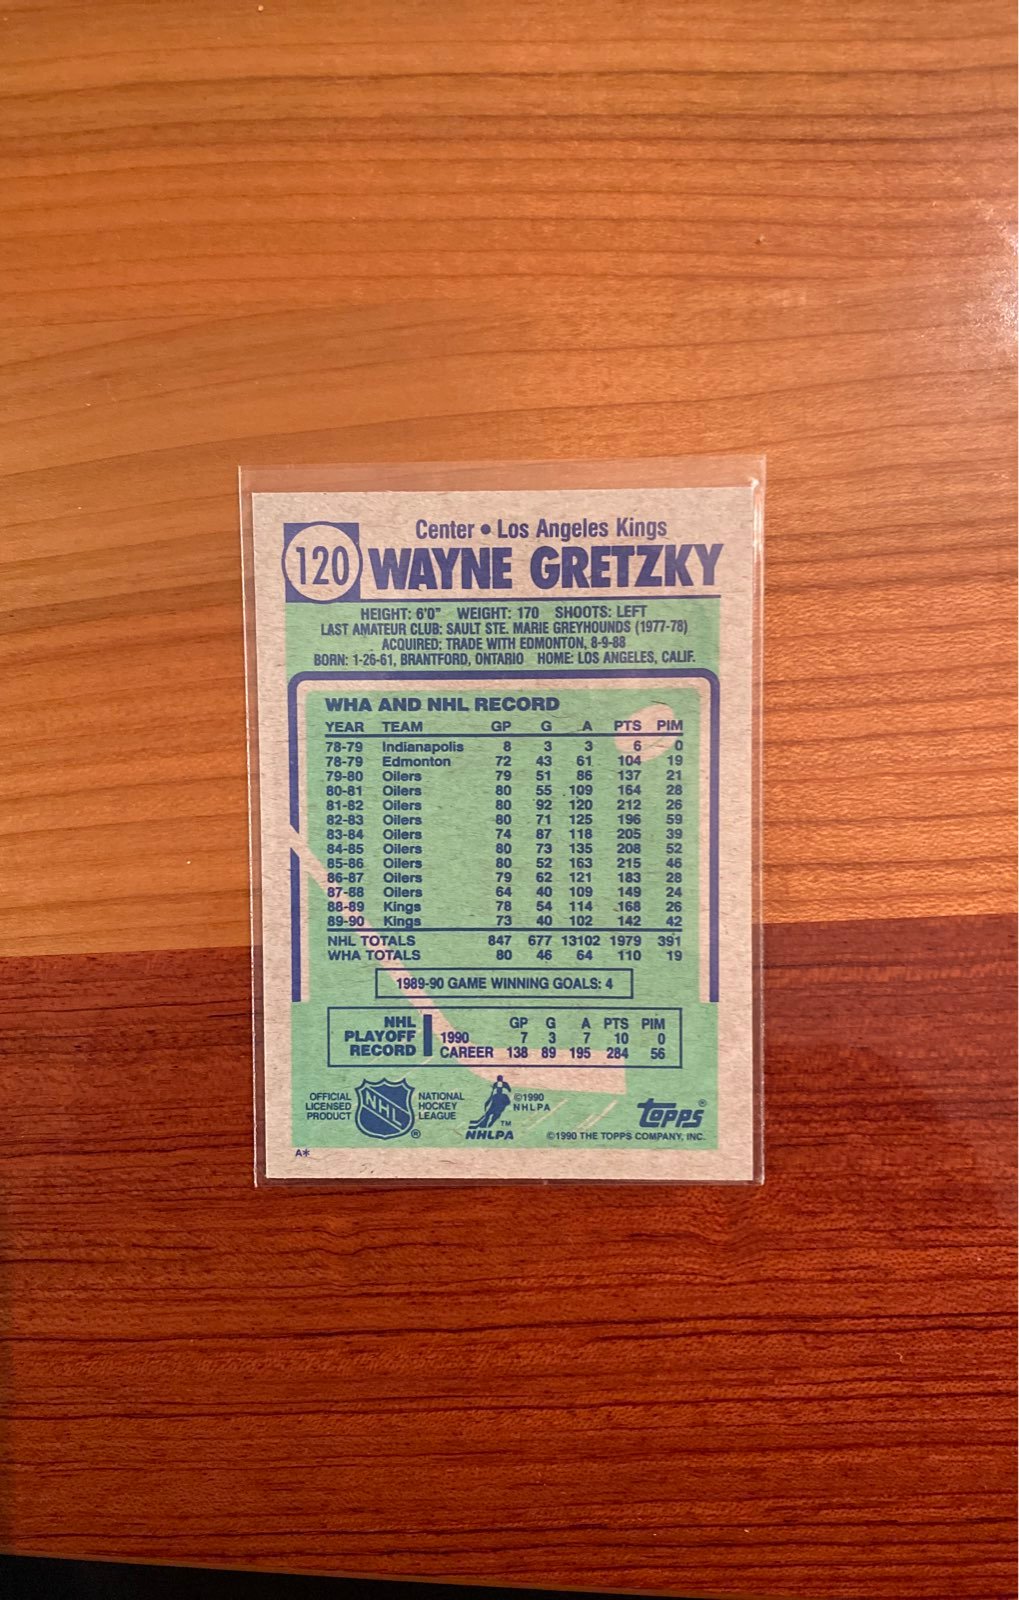 120
Center • Los Angeles Kings
WAYNE GRETZKY
HEIGHT: 6'0" WEIGHT: 170 SHOOTS: LEFT
LAST AMATEUR CLUB: SAULT STE. MARIE GREYHOUNDS (1977-78)
ACQUIRED: TRADE WITH EDMONTON, 8-9-88
BORN: 1-26-61, BRANTFORD, ONTARIO HOME: LOS ANGELES, CALIF.
WHA AND NHL RECORD
YEAR TEAM GP G A PTS PIM
78-79 Indianapolis 8 3 3 6 0
78-79 Edmonton 72 43 61 104 19
79-80 Oilers 79 51 86 137 21
80-81 Oilers 80 55 109 164 28
81-82 Oilers 80 92 120 212 26
82-83 Oilers 80 71 125 196 59
83-84 Oilers 74 87 118 205 39
84-85 Oilers 80 73 135 208 52
85-86 Oilers 80 52 163 215 46
86-87 Oilers 79 62 121 183 28
87-88 Oilers 64 40 109 149 24
88-89 Kings 78 54 114 168 26
89-90 Kings 73 40 102 142 42
NHL TOTALS 847 677 13102 1979 391
WHA TOTALS 80 46 64 110 19
1989-90 GAME WINNING GOALS: 4
NHL PLAYOFF RECORD
GP G A PTS PIM
1990 7 3 7 10 0
CAREER 138 89 195 284 56
OFFICIAL LICENSED PRODUCT
NHL ®
NATIONAL HOCKEY LEAGUE
©1990 NHLPA
TM
NHLPA
TOPPS®
©1990 THE TOPPS COMPANY, INC.
A*